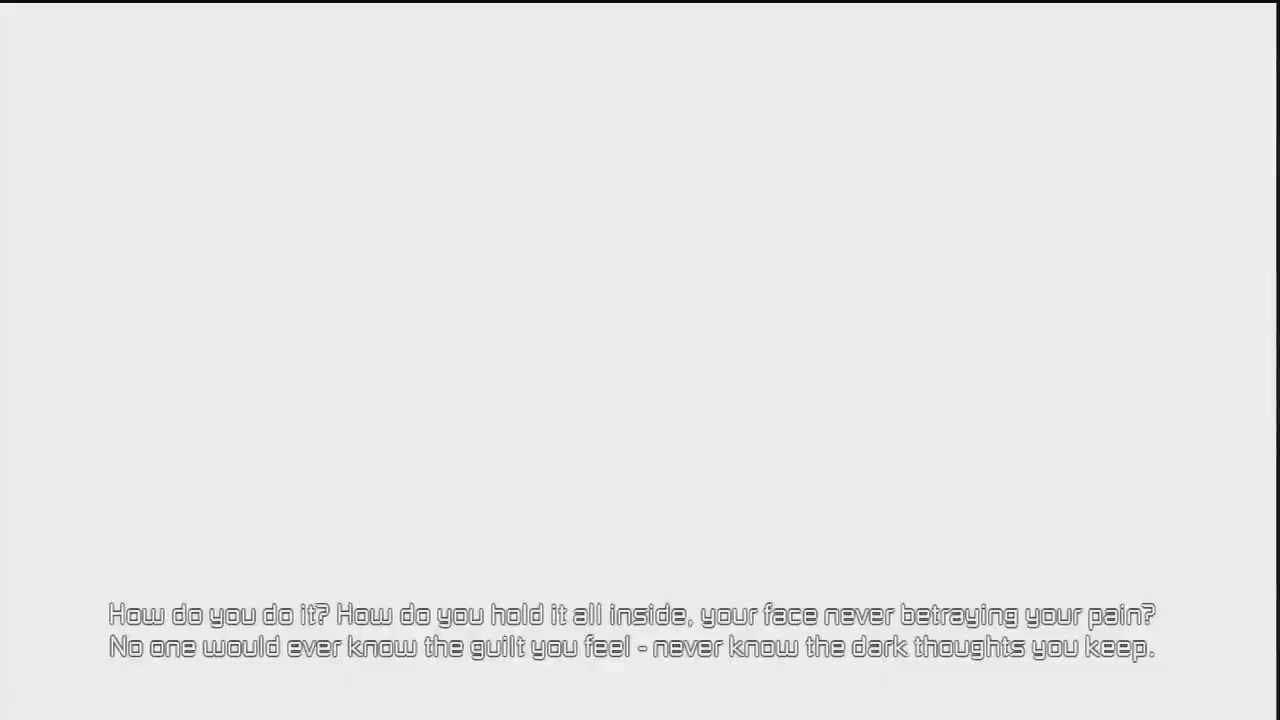 How do you do it? How do you hold it all inside, your face never betraying your pain?
No one would ever know the guilt you feel - never know the dark thoughts you keep.